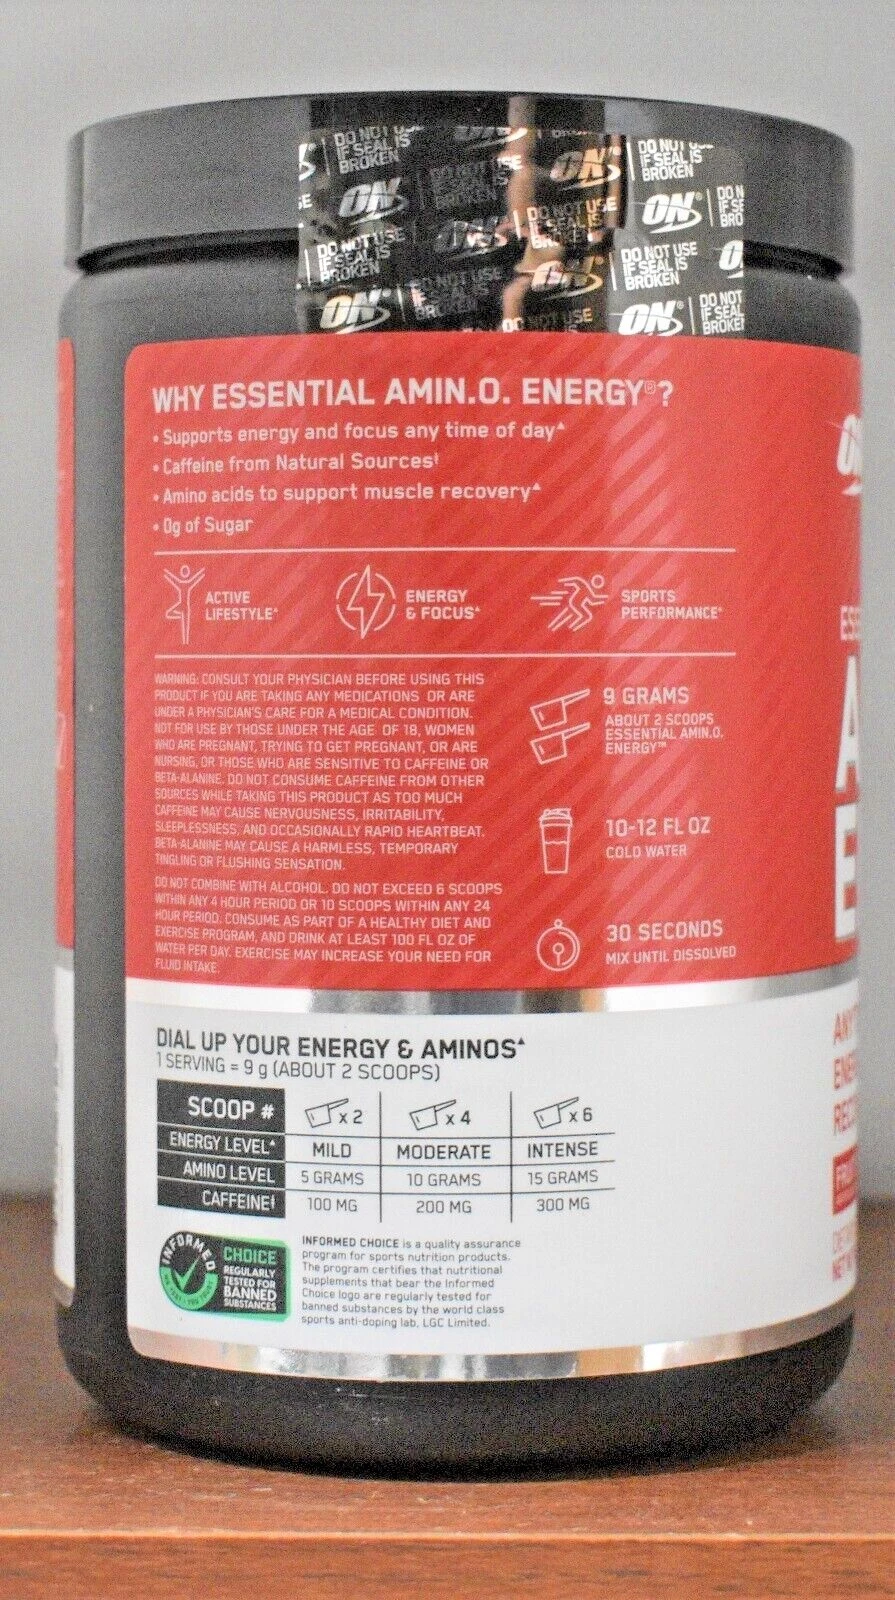 DO NOT USE
IF SEAL IS
BROKEN
ON®
WHY ESSENTIAL AMIN.O. ENERGY®?
• Supports energy and focus any time of day▲
• Caffeine from Natural Sources‡
• Amino acids to support muscle recovery▲
• 0g of Sugar
ACTIVE
LIFESTYLE▲
ENERGY
& FOCUS▲
SPORTS
PERFORMANCE▲
WARNING: CONSULT YOUR PHYSICIAN BEFORE USING THIS
PRODUCT IF YOU ARE TAKING ANY MEDICATIONS OR ARE
UNDER A PHYSICIAN'S CARE FOR A MEDICAL CONDITION.
NOT FOR USE BY THOSE UNDER THE AGE OF 18, WOMEN
WHO ARE PREGNANT, TRYING TO GET PREGNANT, OR ARE
NURSING, OR THOSE WHO ARE SENSITIVE TO CAFFEINE OR
BETA-ALANINE. DO NOT CONSUME CAFFEINE FROM OTHER
SOURCES WHILE TAKING THIS PRODUCT AS TOO MUCH
CAFFEINE MAY CAUSE NERVOUSNESS, IRRITABILITY,
SLEEPLESSNESS, AND OCCASIONALLY RAPID HEARTBEAT.
BETA-ALANINE MAY CAUSE A HARMLESS, TEMPORARY
TINGLING OR FLUSHING SENSATION.
DO NOT COMBINE WITH ALCOHOL. DO NOT EXCEED 6 SCOOPS
WITHIN ANY 4 HOUR PERIOD OR 10 SCOOPS WITHIN ANY 24
HOUR PERIOD. CONSUME AS PART OF A HEALTHY DIET AND
EXERCISE PROGRAM, AND DRINK AT LEAST 100 FL OZ OF
WATER PER DAY. EXERCISE MAY INCREASE YOUR NEED FOR
FLUID INTAKE.
9 GRAMS
ABOUT 2 SCOOPS
ESSENTIAL AMIN.O.
ENERGY™
10-12 FL OZ
COLD WATER
30 SECONDS
MIX UNTIL DISSOLVED
DIAL UP YOUR ENERGY & AMINOS▲
1 SERVING = 9 g (ABOUT 2 SCOOPS)
SCOOP # x 2 x 4 x 6
ENERGY LEVEL▲ MILD MODERATE INTENSE
AMINO LEVEL 5 GRAMS 10 GRAMS 15 GRAMS
CAFFEINE‡ 100 MG 200 MG 300 MG
INFORMED
CHOICE
REGULARLY
TESTED FOR
BANNED
SUBSTANCES
WE TEST • YOU TRUST
INFORMED CHOICE is a quality assurance
program for sports nutrition products.
The program certifies that nutritional
supplements that bear the Informed
Choice logo are regularly tested for
banned substances by the world class
sports anti-doping lab, LGC Limited.